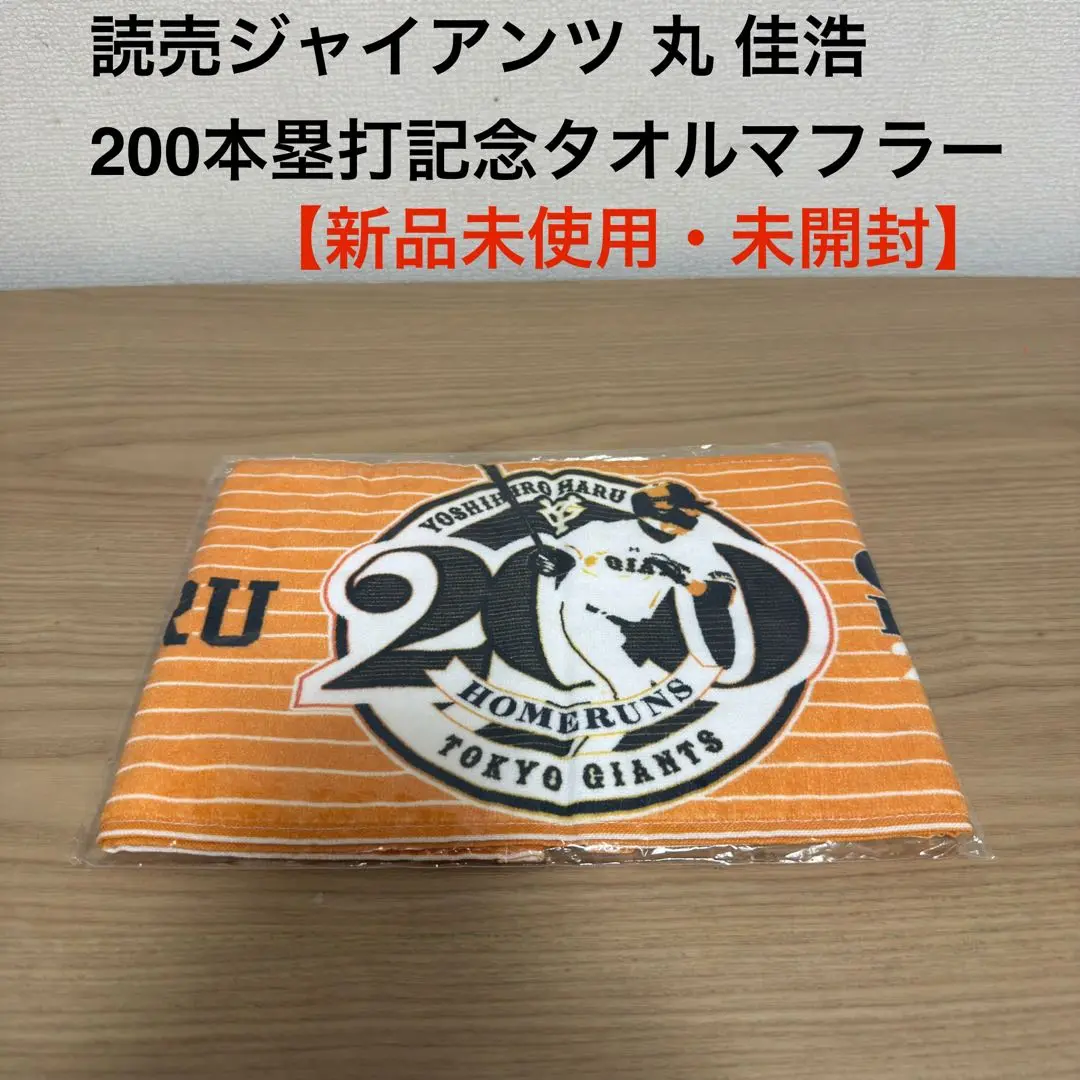 読売ジャイアンツ 丸 佳浩
200本塁打記念タオルマフラー
【新品未使用・未開封】
RU
200
GIANTS
HOMERUNS
TOKYO GIANTS